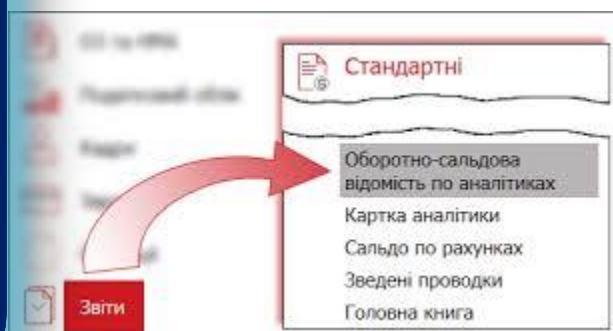 Стандартні
Оборотно-сальдова
відомість по аналітиках
Картка аналітики
Сальдо по рахунках
Зведені проводки
Головна книга
Звіти